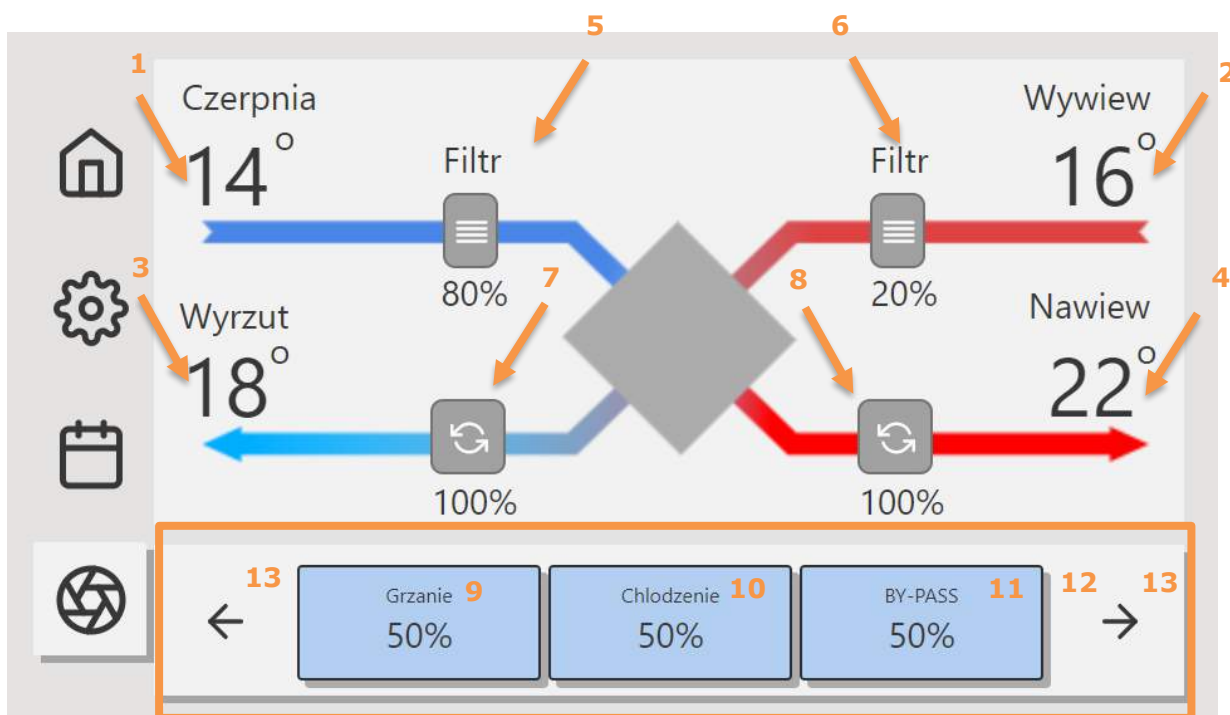 5
6
1
2
Czerpnia
Wywiew
14°
Filtr
Filtr
16°
3
7
8
4
80%
20%
Wyrzut
Nawiew
18°
22°
100%
100%
13
Grzanie 9
Chlodzenie 10
BY-PASS 11
12
13
50%
50%
50%